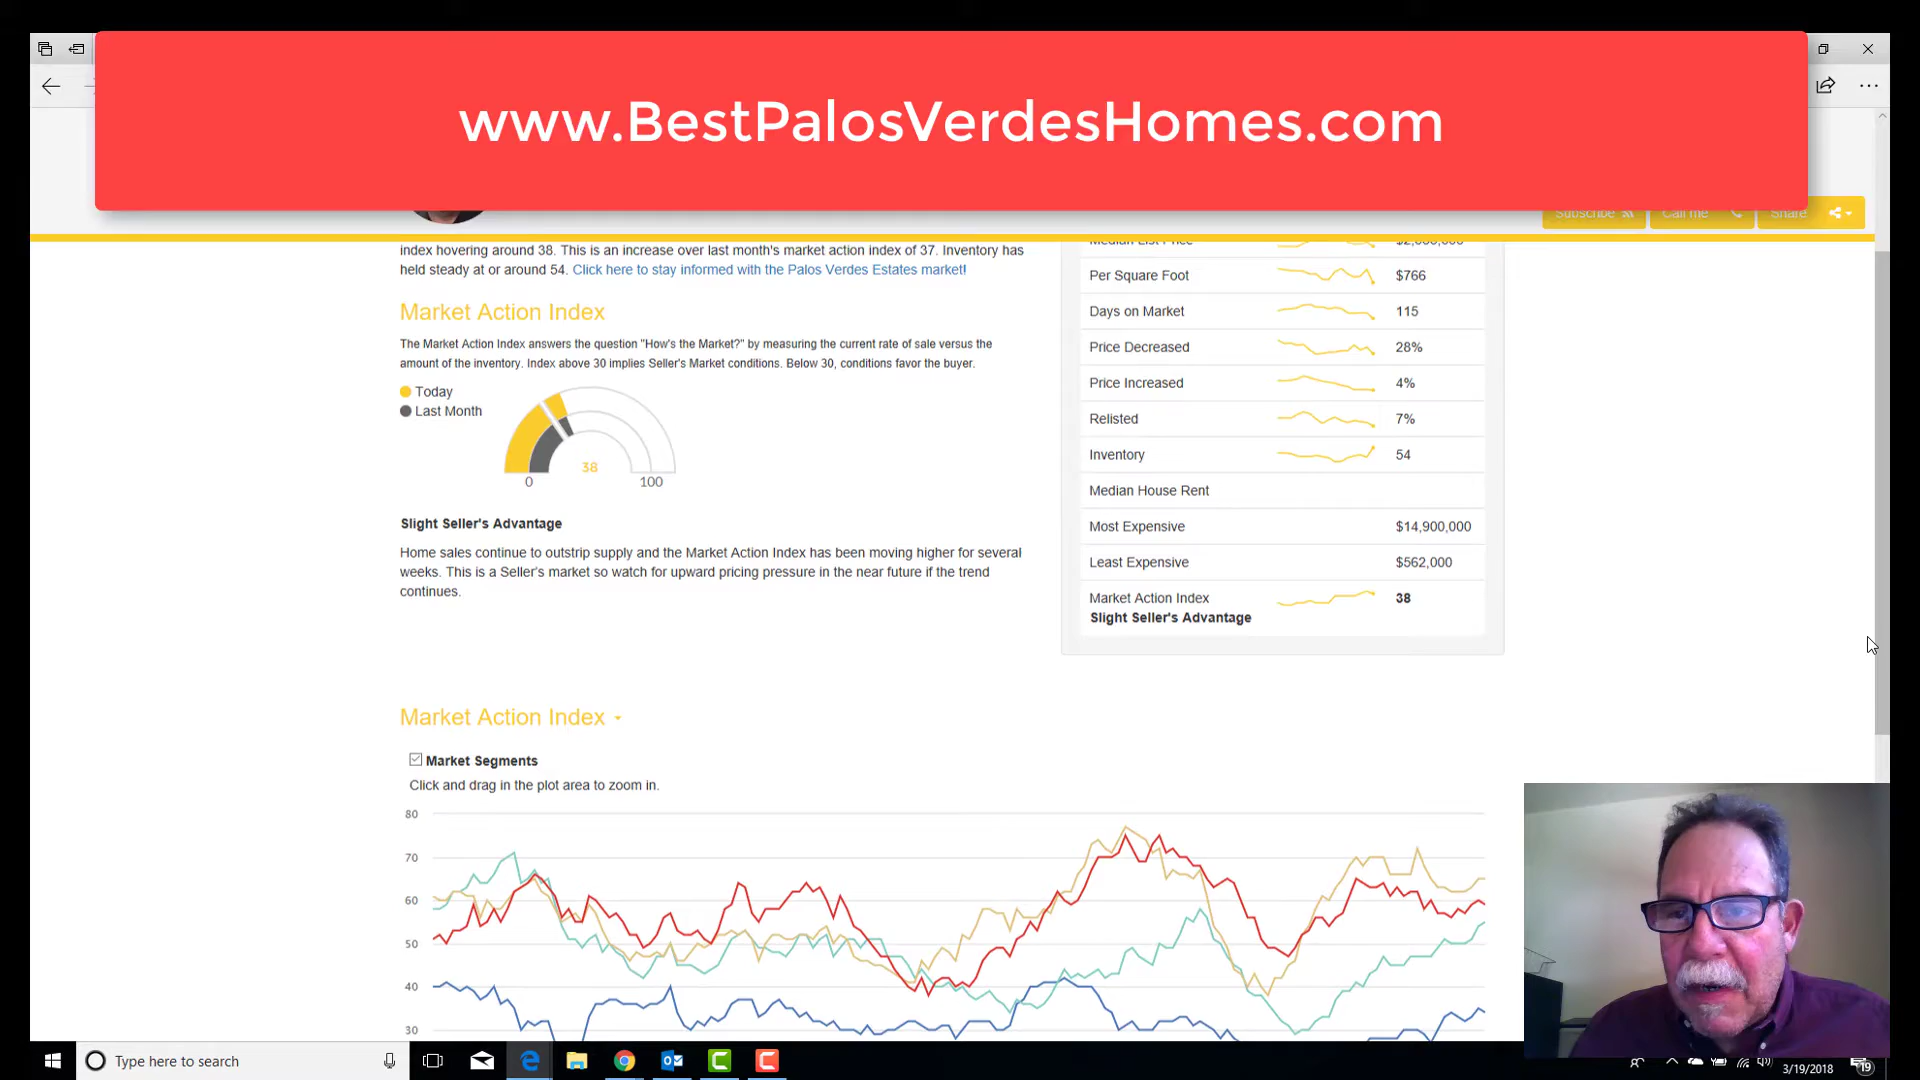 www.BestPalosVerdesHomes.com
Subscribe
Call me
Share
index hovering around 38. This is an increase over last month's market action index of 37. Inventory has
held steady at or around 54. Click here to stay informed with the Palos Verdes Estates market!
Market Action Index
The Market Action Index answers the question "How's the Market?" by measuring the current rate of sale versus the
amount of the inventory. Index above 30 implies Seller's Market conditions. Below 30, conditions favor the buyer.
Today
Last Month
38
0 100
Slight Seller's Advantage
Home sales continue to outstrip supply and the Market Action Index has been moving higher for several
weeks. This is a Seller's market so watch for upward pricing pressure in the near future if the trend
continues.
Median List Price
Per Square Foot $766
Days on Market 115
Price Decreased 28%
Price Increased 4%
Relisted 7%
Inventory 54
Median House Rent
Most Expensive $14,900,000
Least Expensive $562,000
Market Action Index 38
Slight Seller's Advantage
Market Action Index
Market Segments
Click and drag in the plot area to zoom in.
80
70
60
50
40
30
Type here to search
3/19/2018
19